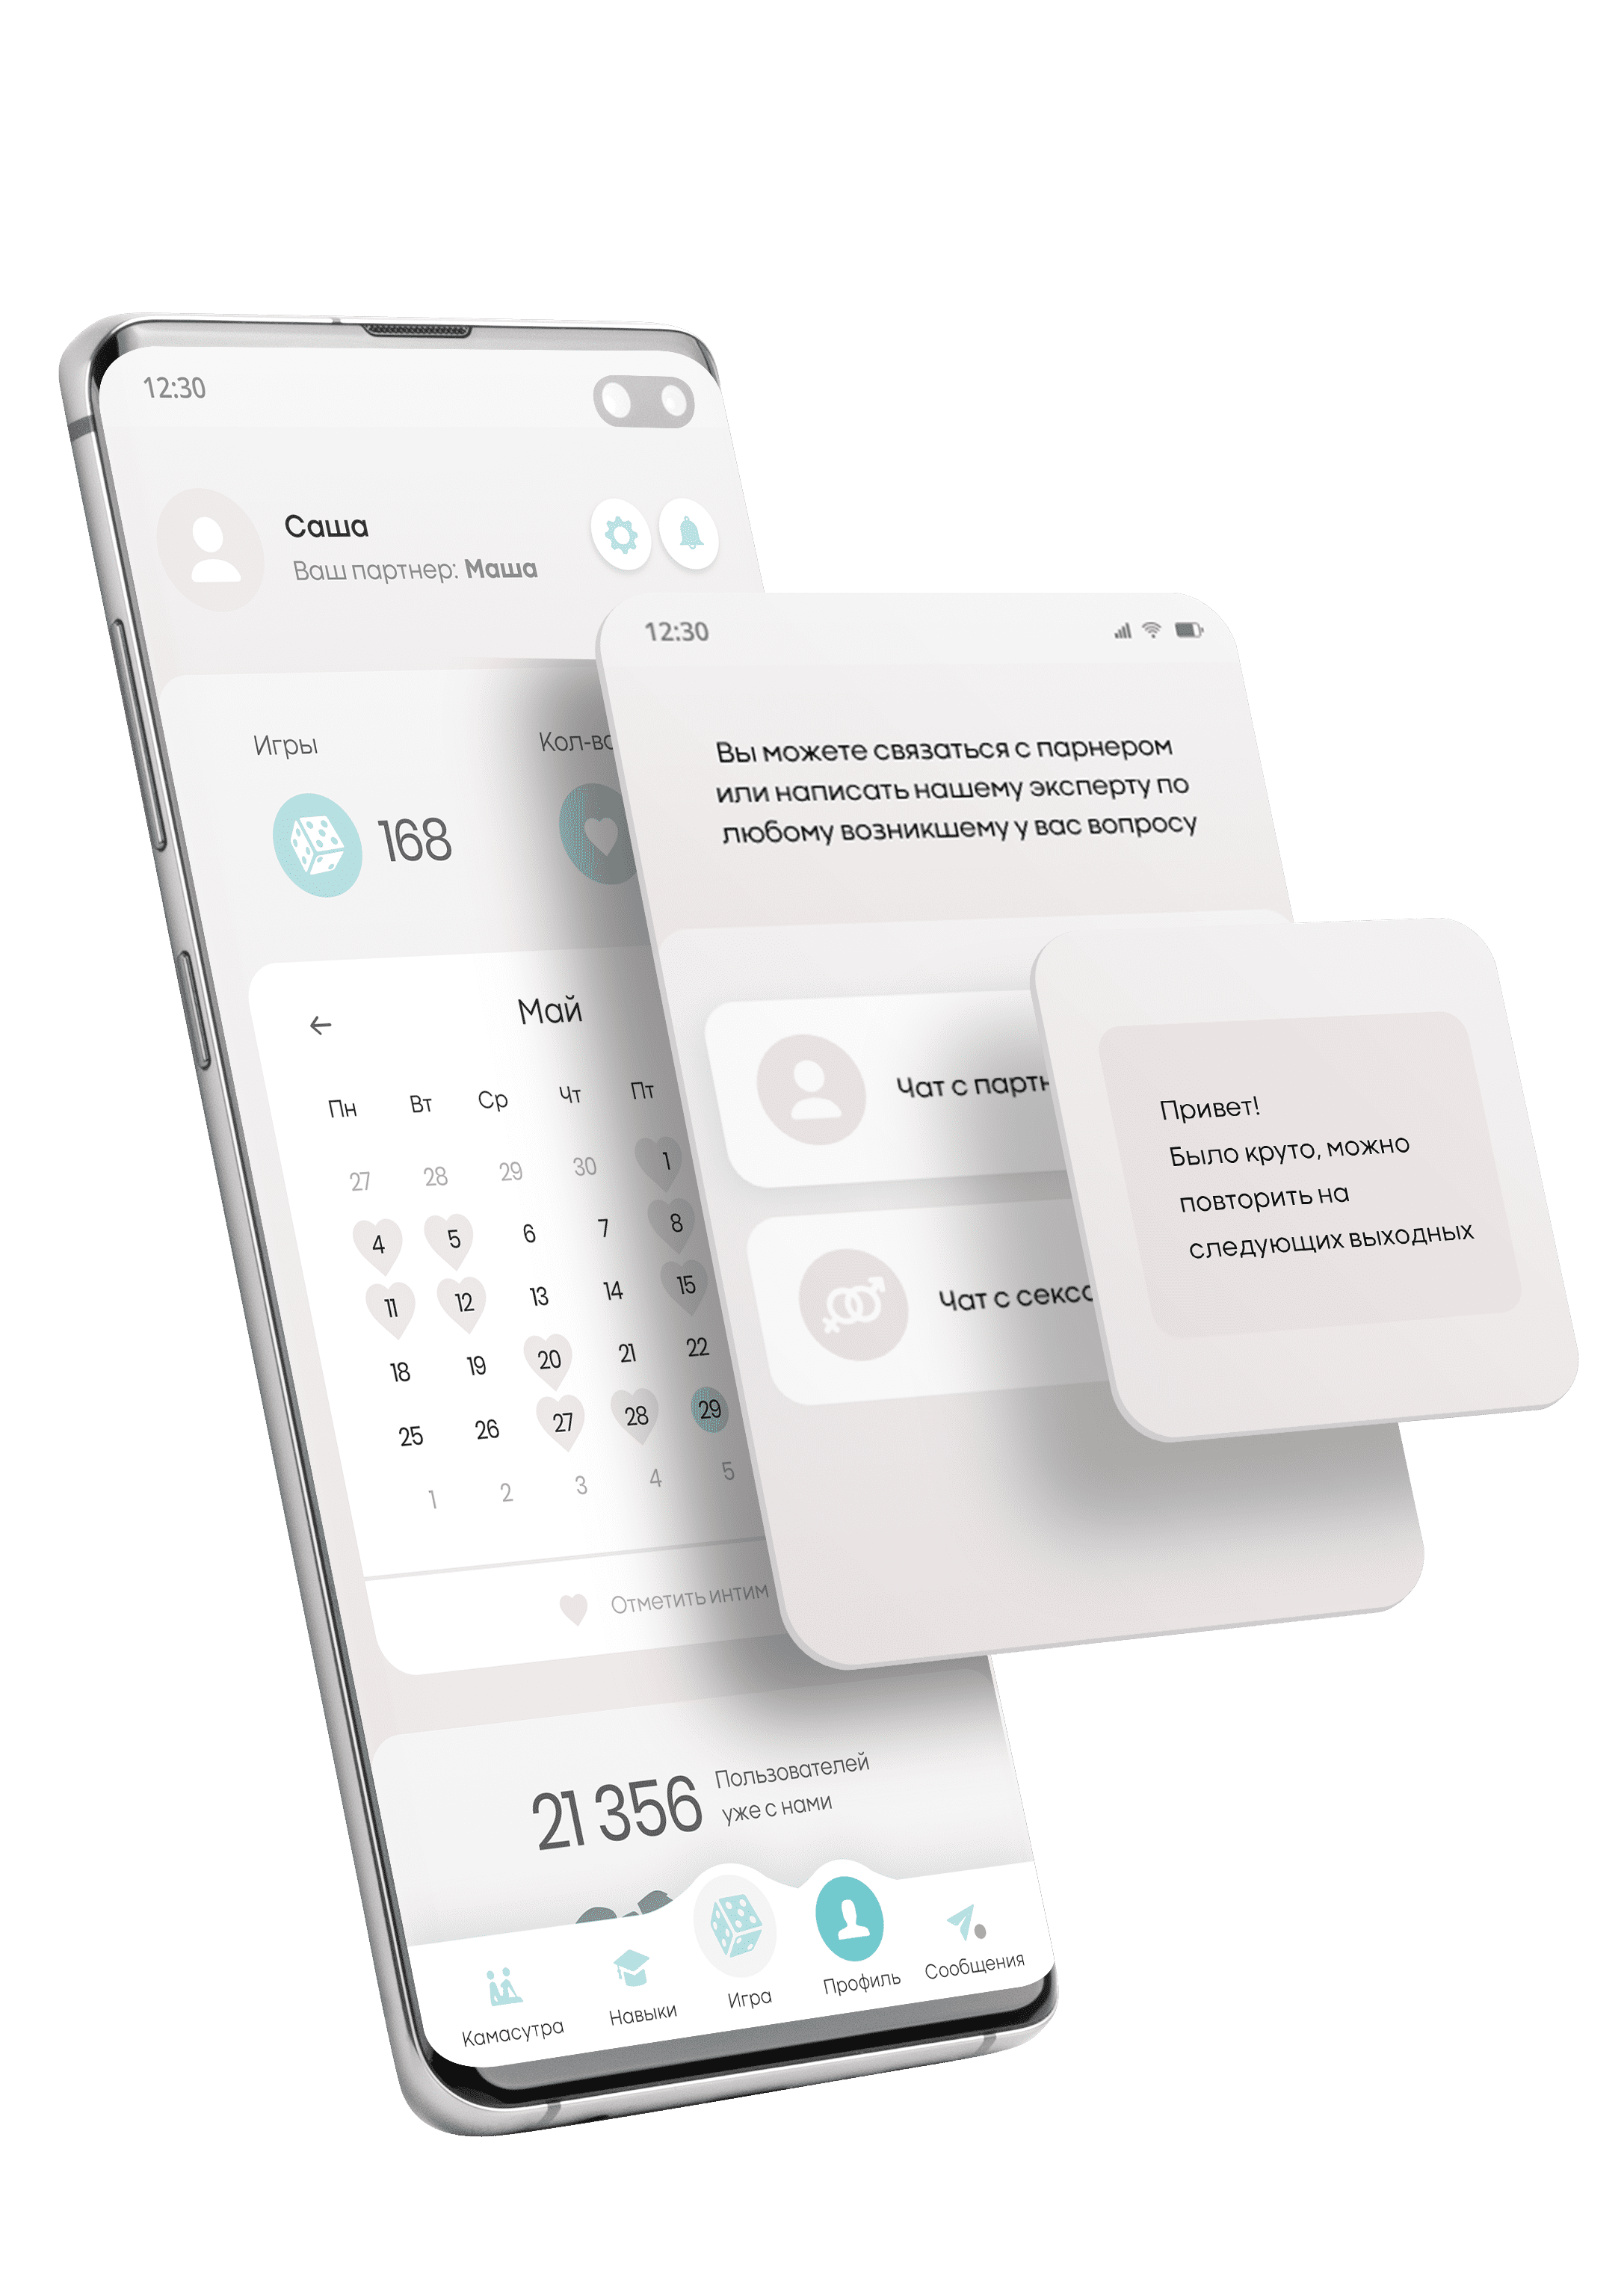 12:30
Саша
Ваш партнер: Маша
Игры
168
Май
Пн Вт Ср Чт Пт
27 28 29 30 1
4 5 6 7 8
11 12 13 14 15
18 19 20 21 22
25 26 27 28 29
1 2 3 4 5
Отметить интим
21 356
Пользователей
уже с нами
Камасутра
Навыки
Игра
Профиль
Сообщения
12:30
Вы можете связаться с парнером
или написать нашему эксперту по
любому возникшему у вас вопросу
Чат с
Чат с
Привет!
Было круто, можно
повторить на
следующих выходных